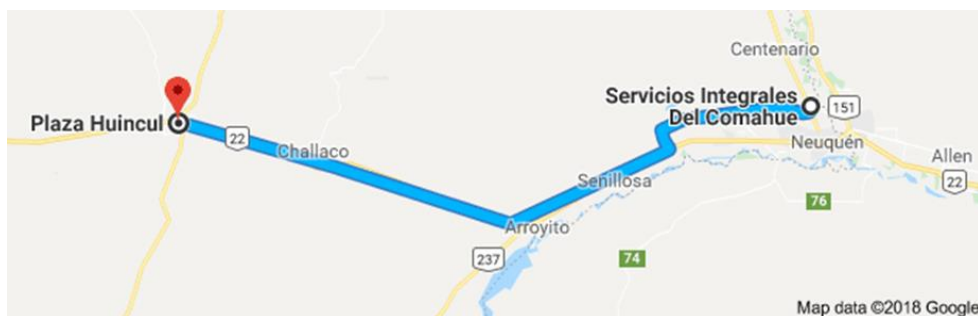 Centenario
Servicios Integrales
Del Comahue
151
Plaza Huincul
22
Challaco
Neuquén
Allen
Senillosa
22
76
Arroyito
237
74
Map data ©2018 Google